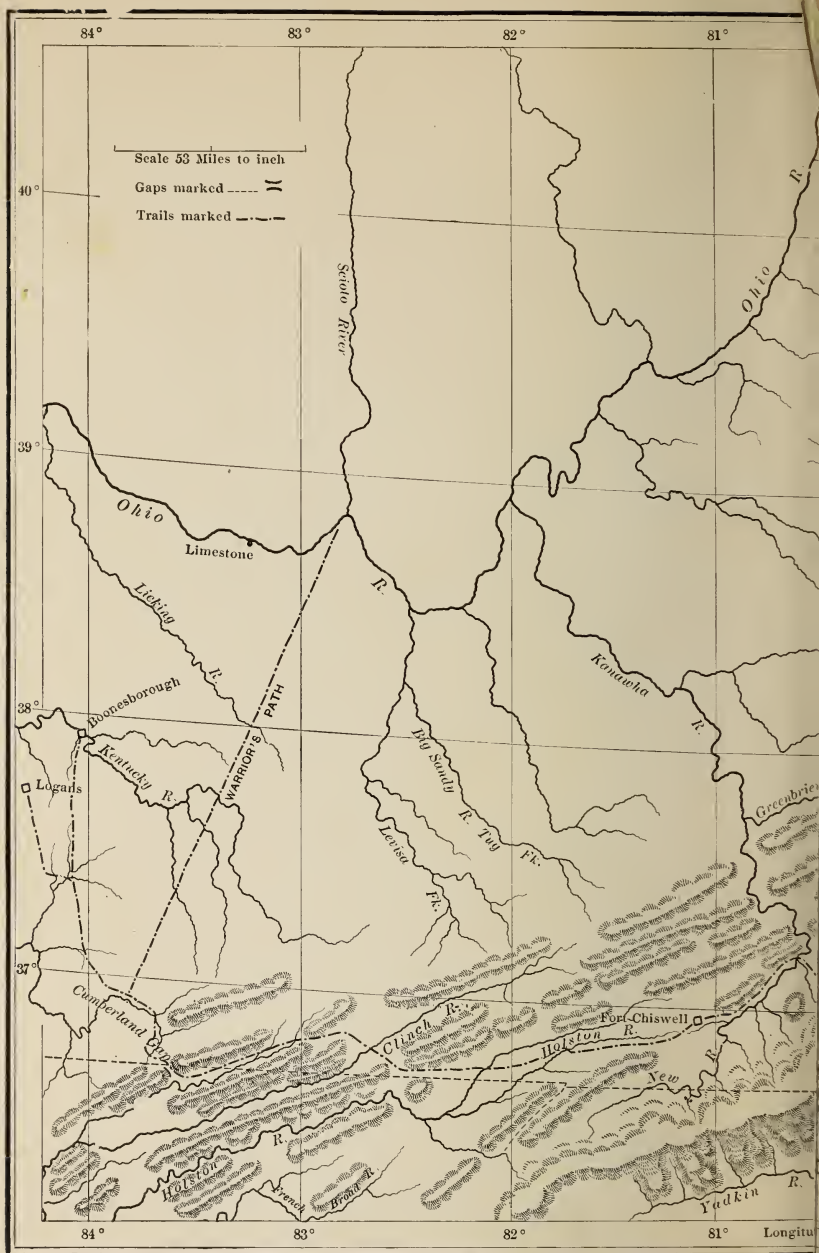 84° 83° 82° 81°
Scale 53 Miles to inch
Gaps marked
Trails marked
40°
R.
Ohio
Scioto River
39°
Ohio
Limestone
R.
Licking
R.
Kanawha
R.
38°
Boonesborough
WARRIOR'S PATH
Kentucky
R.
Logans
Big Sandy
R. Tug
Fk.
Levisa
Fk.
Greenbrier
37°
Cumberland
Clinch R.
Fort Chiswell
Holston R.
New
R.
Holston
R.
French
Broad R.
Yadkin
R.
84° 83° 82° 81° Longitu